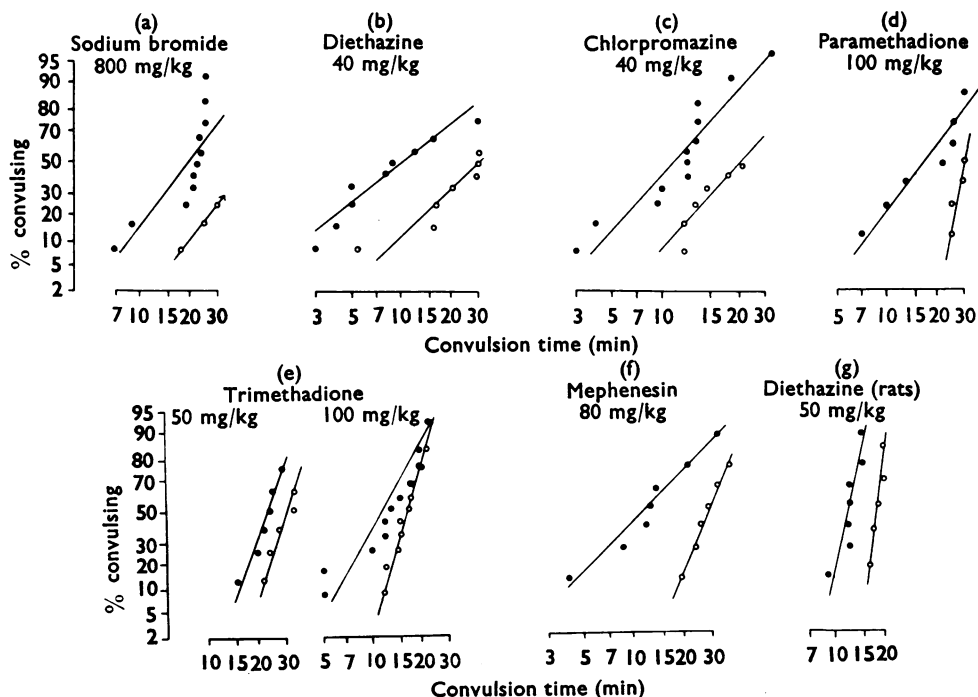 (a)
Sodium bromide
800 mg/kg
(b)
Diethazine
40 mg/kg
(c)
Chlorpromazine
40 mg/kg
(d)
Paramethadione
100 mg/kg
% convulsing
95
90
80
70
50
30
20
10
5
2
7 10 15 20 30
3 5 7 10 15 20 30
3 5 7 10 15 20 30
5 7 10 15 20 30
Convulsion time (min)
(e)
Trimethadione
50 mg/kg 100 mg/kg
(f)
Mephenesin
80 mg/kg
(g)
Diethazine (rats)
50 mg/kg
% convulsing
95
90
80
70
50
30
20
10
5
2
10 15 20 30
5 7 10 15 20 30
3 5 7 10 15 20 30
7 10 15 20
Convulsion time (min)